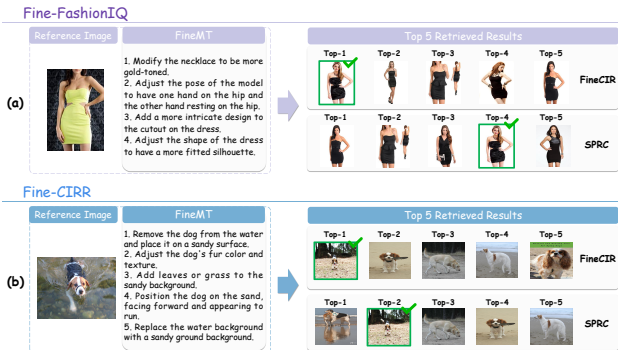 Fine-FashionIQ
Reference Image
FineMT
Top 5 Retrieved Results
(a)
1. Modify the necklace to be more
gold-toned.
2. Adjust the pose of the model
to have one hand on the hip and
the other hand resting on the hip.
3. Add a more intricate design to
the cutout on the dress.
4. Adjust the shape of the dress
to have a more fitted silhouette.
Top-1 Top-2 Top-3 Top-4 Top-5
FineCIR
Top-1 Top-2 Top-3 Top-4 Top-5
SPRC
Fine-CIRR
Reference Image
FineMT
Top 5 Retrieved Results
(b)
1. Remove the dog from the water
and place it on a sandy surface.
2. Adjust the dog's fur color and
texture.
3. Add leaves or grass to the
sandy background.
4. Position the dog on the sand,
facing forward and appearing to
run.
5. Replace the water background
with a sandy ground background.
Top-1 Top-2 Top-3 Top-4 Top-5
FineCIR
Top-1 Top-2 Top-3 Top-4 Top-5
SPRC